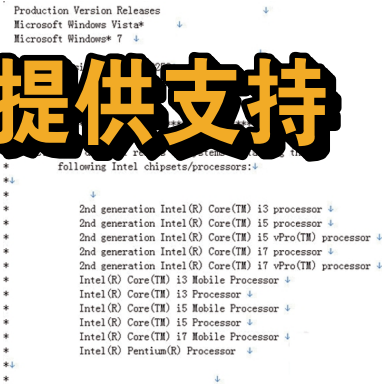 Production Version Releases ↓
Microsoft Windows Vista* ↓
Microsoft Windows* 7 ↓
提供支持
* following Intel chipsets/processors:↓
*↓
* ↓
* 2nd generation Intel(R) Core(TM) i3 processor ↓
* 2nd generation Intel(R) Core(TM) i5 processor ↓
* 2nd generation Intel(R) Core(TM) i5 vPro(TM) processor ↓
* 2nd generation Intel(R) Core(TM) i7 processor ↓
* 2nd generation Intel(R) Core(TM) i7 vPro(TM) processor ↓
* Intel(R) Core(TM) i3 Mobile Processor ↓
* Intel(R) Core(TM) i3 Processor ↓
* Intel(R) Core(TM) i5 Mobile Processor ↓
* Intel(R) Core(TM) i5 Processor ↓
* Intel(R) Core(TM) i7 Mobile Processor ↓
* Intel(R) Pentium(R) Processor ↓
*↓
* ↓